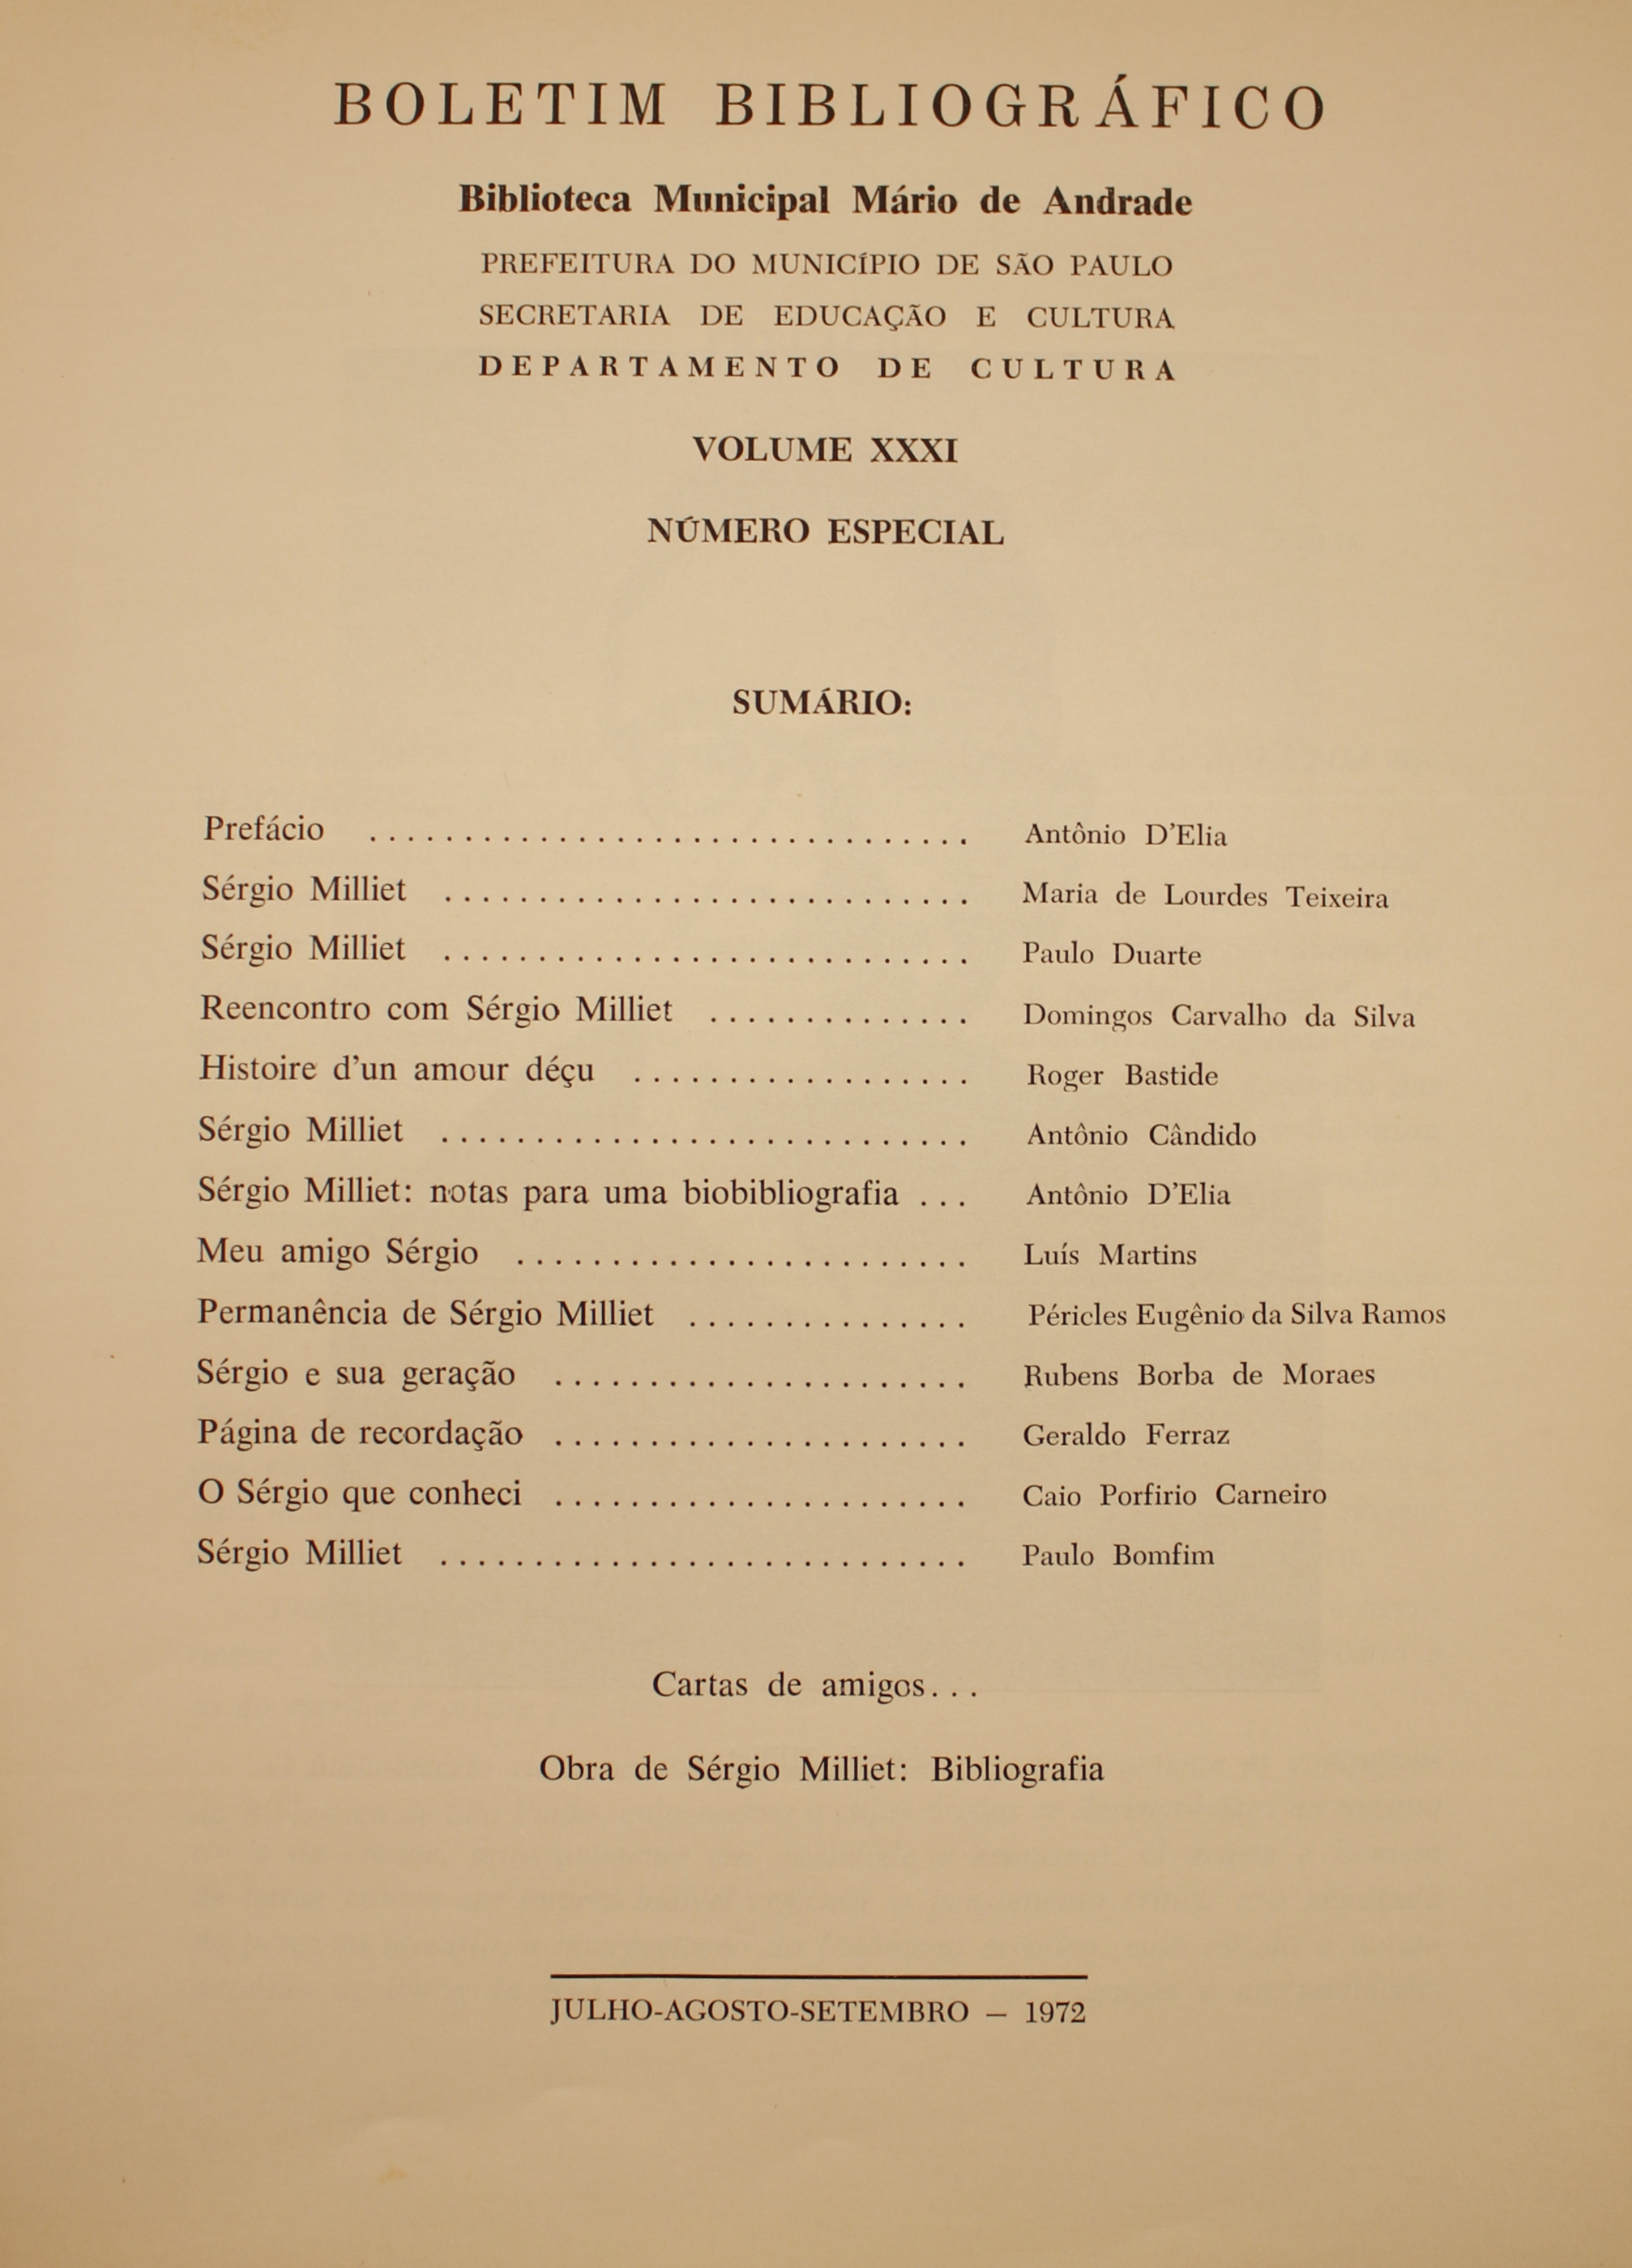 BOLETIM BIBLIOGRÁFICO
Biblioteca Municipal Mário de Andrade
PREFEITURA DO MUNICÍPIO DE SÃO PAULO
SECRETARIA DE EDUCAÇÃO E CULTURA
DEPARTAMENTO DE CULTURA
VOLUME XXXI
NÚMERO ESPECIAL
SUMÁRIO:
Prefácio ................................ Antônio D'Elia
Sérgio Milliet ............................ Maria de Lourdes Teixeira
Sérgio Milliet ............................ Paulo Duarte
Reencontro com Sérgio Milliet .............. Domingos Carvalho da Silva
Histoire d'un amour déçu .................. Roger Bastide
Sérgio Milliet ............................ Antônio Cândido
Sérgio Milliet: notas para uma biobibliografia ... Antônio D'Elia
Meu amigo Sérgio ........................ Luís Martins
Permanência de Sérgio Milliet ............... Péricles Eugênio da Silva Ramos
Sérgio e sua geração ...................... Rubens Borba de Moraes
Página de recordação ...................... Geraldo Ferraz
O Sérgio que conheci ...................... Caio Porfirio Carneiro
Sérgio Milliet ............................ Paulo Bomfim
Cartas de amigos...
Obra de Sérgio Milliet: Bibliografia
JULHO-AGOSTO-SETEMBRO — 1972